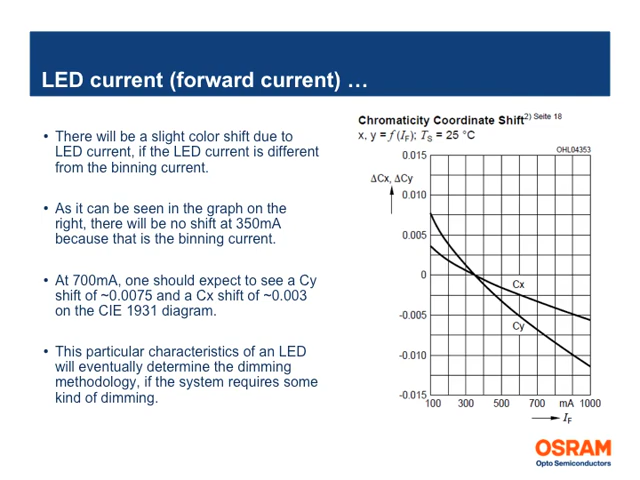 LED current (forward current) …
• There will be a slight color shift due to
LED current, if the LED current is different
from the binning current.
• As it can be seen in the graph on the
right, there will be no shift at 350mA
because that is the binning current.
• At 700mA, one should expect to see a Cy
shift of ~0.0075 and a Cx shift of ~0.003
on the CIE 1931 diagram.
• This particular characteristics of an LED
will eventually determine the dimming
methodology, if the system requires some
kind of dimming.
Chromaticity Coordinate Shift2) Seite 18
x, y = f (IF); TS = 25 °C
OHL04353
ΔCx, ΔCy
0.015
0.010
0.005
0
-0.005
-0.010
-0.015
Cx
Cy
100 300 500 700 mA 1000
IF
OSRAM
Opto Semiconductors